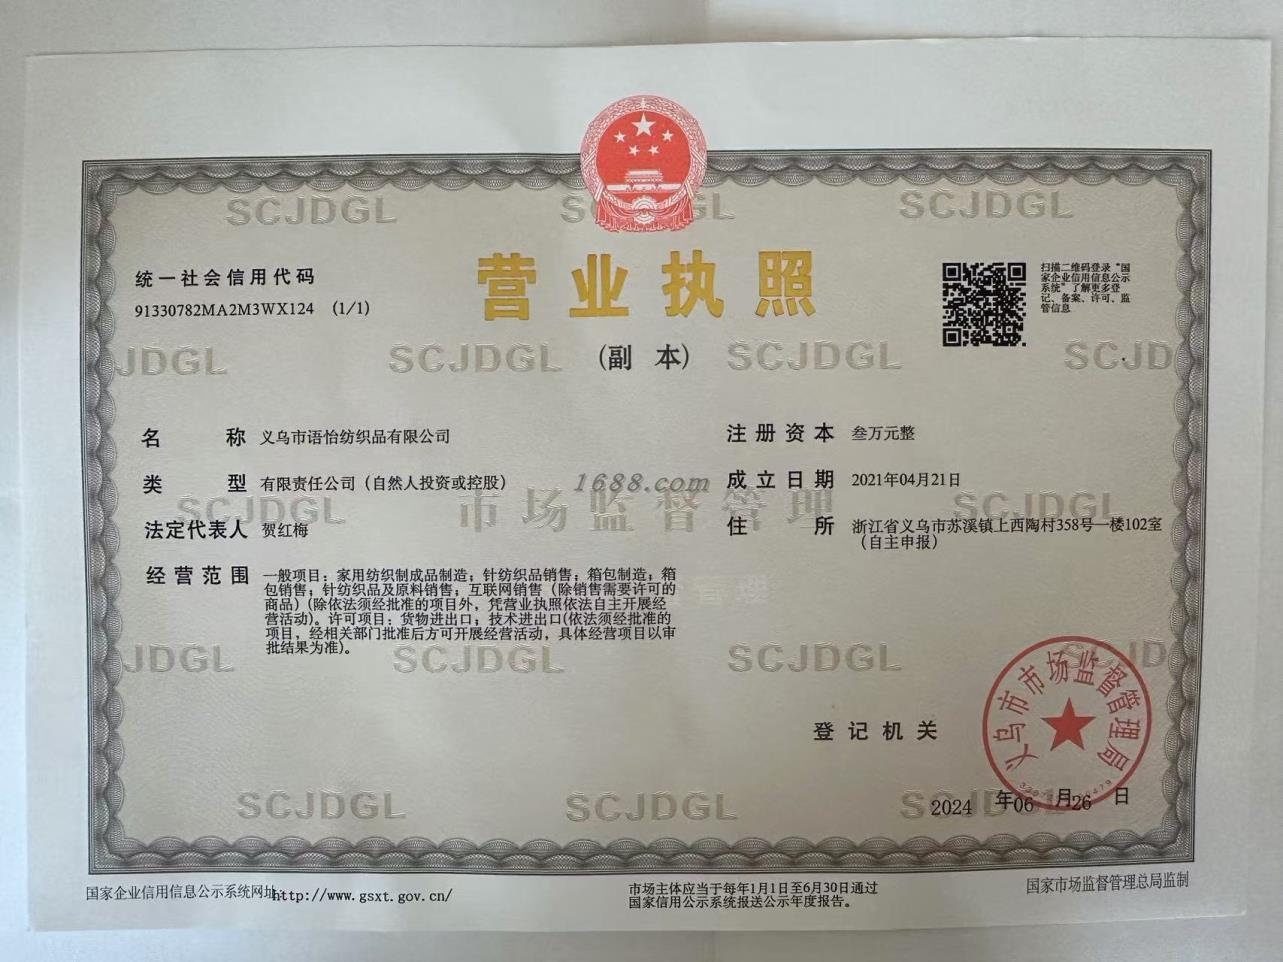 SCJDGL SCJDGL SCJDGL
统一社会信用代码
91330782MA2M3WX124 (1/1)
营业执照
(副 本)
扫描二维码登录“国
家企业信用信息公示
系统”了解更多登
记、备案、许可、监
管信息
JDGL SCJDGL SCJDGL SCJD
名 称 义乌市语怡纺织品有限公司
注册资本 叁万元整
类 型 有限责任公司（自然人投资或控股）
1688.com
成立日期 2021年04月21日
SCJDGL 市场监督管理 SCJDGL
法定代表人 贺红梅
住 所 浙江省义乌市苏溪镇上西陶村358号一楼102室
（自主申报）
经营范围 一般项目：家用纺织制成品制造；针纺织品销售；箱包制造；箱
包销售；针纺织品及原料销售；互联网销售（除销售需要许可的
商品）(除依法须经批准的项目外，凭营业执照依法自主开展经
营活动)。许可项目：货物进出口；技术进出口(依法须经批准的
项目，经相关部门批准后方可开展经营活动，具体经营项目以审
批结果为准)。
JDGL SCJDGL SCJDGL SCJD
登记机关
义乌市市场监督管理局
SCJDGL SCJDGL SCJDGL
2024 年06 月26 日
国家企业信用信息公示系统网址http://www.gsxt.gov.cn/
市场主体应当于每年1月1日至6月30日通过
国家信用公示系统报送公示年度报告。
国家市场监督管理总局监制